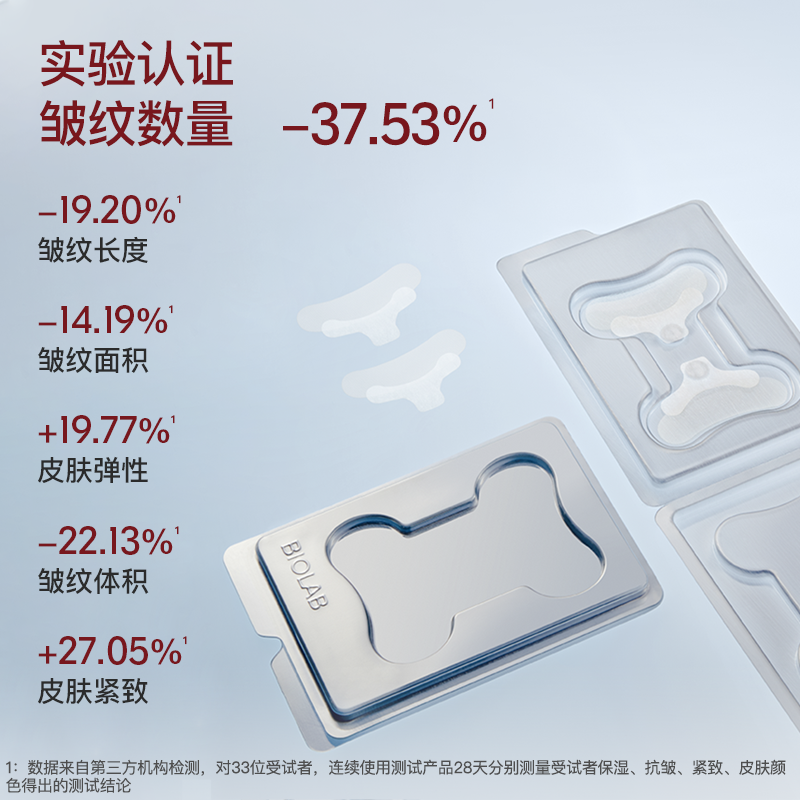 实验认证
皱纹数量 -37.53%¹
-19.20%¹
皱纹长度
-14.19%¹
皱纹面积
+19.77%¹
皮肤弹性
-22.13%¹
皱纹体积
+27.05%¹
皮肤紧致
BIOLAB
1：数据来自第三方机构检测，对33位受试者，连续使用测试产品28天分别测量受试者保湿、抗皱、紧致、皮肤颜
色得出的测试结论